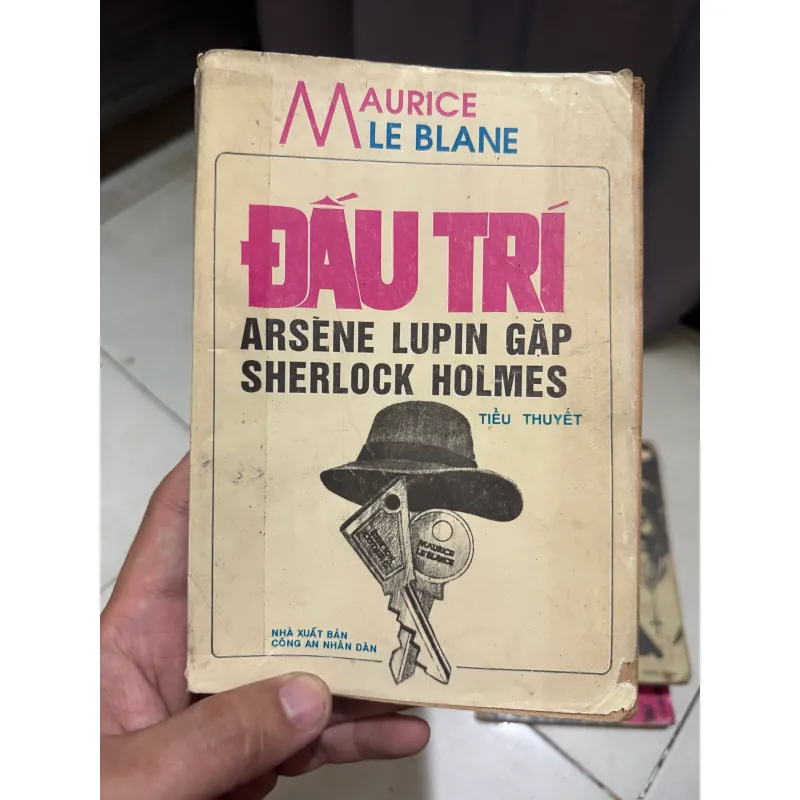 MAURICE
LE BLANE
ĐẤU TRÍ
ARSÈNE LUPIN GẶP
SHERLOCK HOLMES
TIỂU THUYẾT
MAURICE
LE BLANCE
NHÀ XUẤT BẢN
CÔNG AN NHÂN DÂN